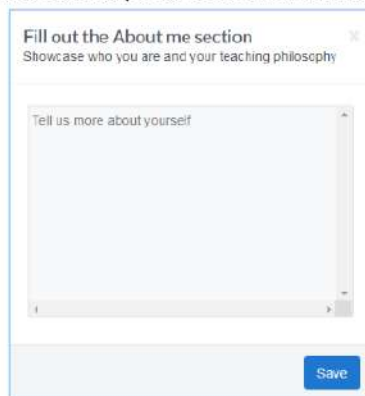 Fill out the About me section
Showcase who you are and your teaching philosophy
Tell us more about yourself
Save